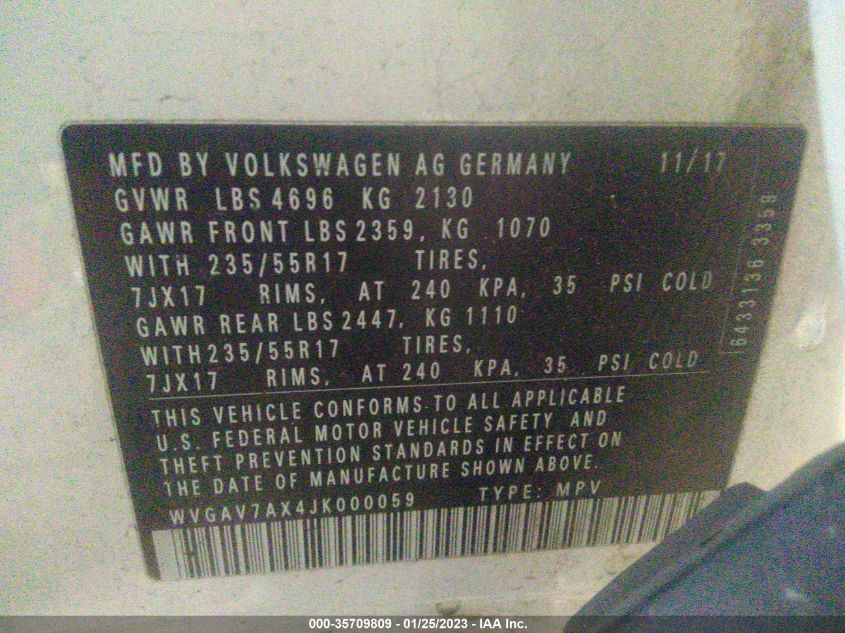 MFD BY VOLKSWAGEN AG GERMANY 11/17
GVWR LBS 4696 KG 2130
GAWR FRONT LBS 2359, KG 1070
WITH 235/55R17 TIRES,
7JX17 RIMS, AT 240 KPA, 35 PSI COLD
GAWR REAR LBS 2447, KG 1110
WITH 235/55R17 TIRES,
7JX17 RIMS, AT 240 KPA, 35 PSI COLD
THIS VEHICLE CONFORMS TO ALL APPLICABLE
U.S. FEDERAL MOTOR VEHICLE SAFETY AND
THEFT PREVENTION STANDARDS IN EFFECT ON
THE DATE OF MANUFACTURE SHOWN ABOVE.
WVGAV7AX4JK000059 TYPE: MPV
6433136 3359
000-35709809 - 01/25/2023 - IAA Inc.